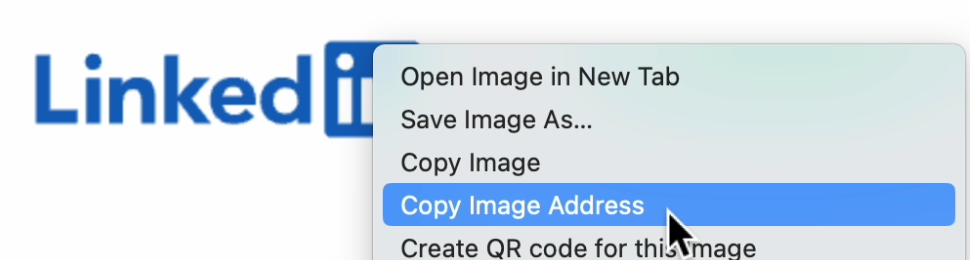 Linked in
Open Image in New Tab
Save Image As...
Copy Image
Copy Image Address
Create QR code for this image